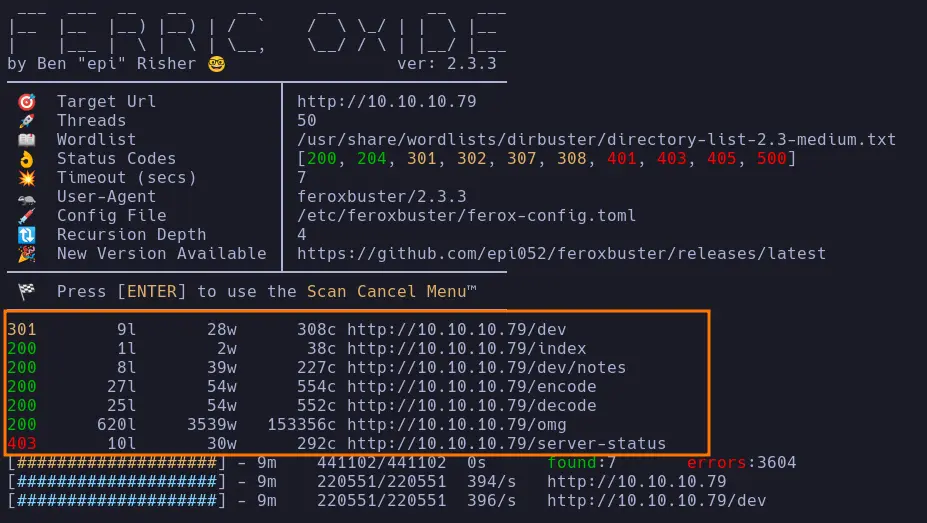 by Ben "epi" Risher 🤓                 ver: 2.3.3
🎯  Target Url            │ http://10.10.10.79
🚀  Threads               │ 50
📖  Wordlist              │ /usr/share/wordlists/dirbuster/directory-list-2.3-medium.txt
👌  Status Codes          │ [200, 204, 301, 302, 307, 308, 401, 403, 405, 500]
💥  Timeout (secs)        │ 7
🦡  User-Agent            │ feroxbuster/2.3.3
💉  Config File           │ /etc/feroxbuster/ferox-config.toml
🔃  Recursion Depth       │ 4
🎉  New Version Available │ https://github.com/epi052/feroxbuster/releases/latest
🏁  Press [ENTER] to use the Scan Cancel Menu™
301        9l       28w      308c http://10.10.10.79/dev
200        1l        2w       38c http://10.10.10.79/index
200        8l       39w      227c http://10.10.10.79/dev/notes
200       27l       54w      554c http://10.10.10.79/encode
200       25l       54w      552c http://10.10.10.79/decode
200      620l     3539w   153356c http://10.10.10.79/omg
403       10l       30w      292c http://10.10.10.79/server-status
[####################] - 9m    441102/441102  0s      found:7       errors:3604
[####################] - 9m    220551/220551  394/s   http://10.10.10.79
[####################] - 9m    220551/220551  396/s   http://10.10.10.79/dev